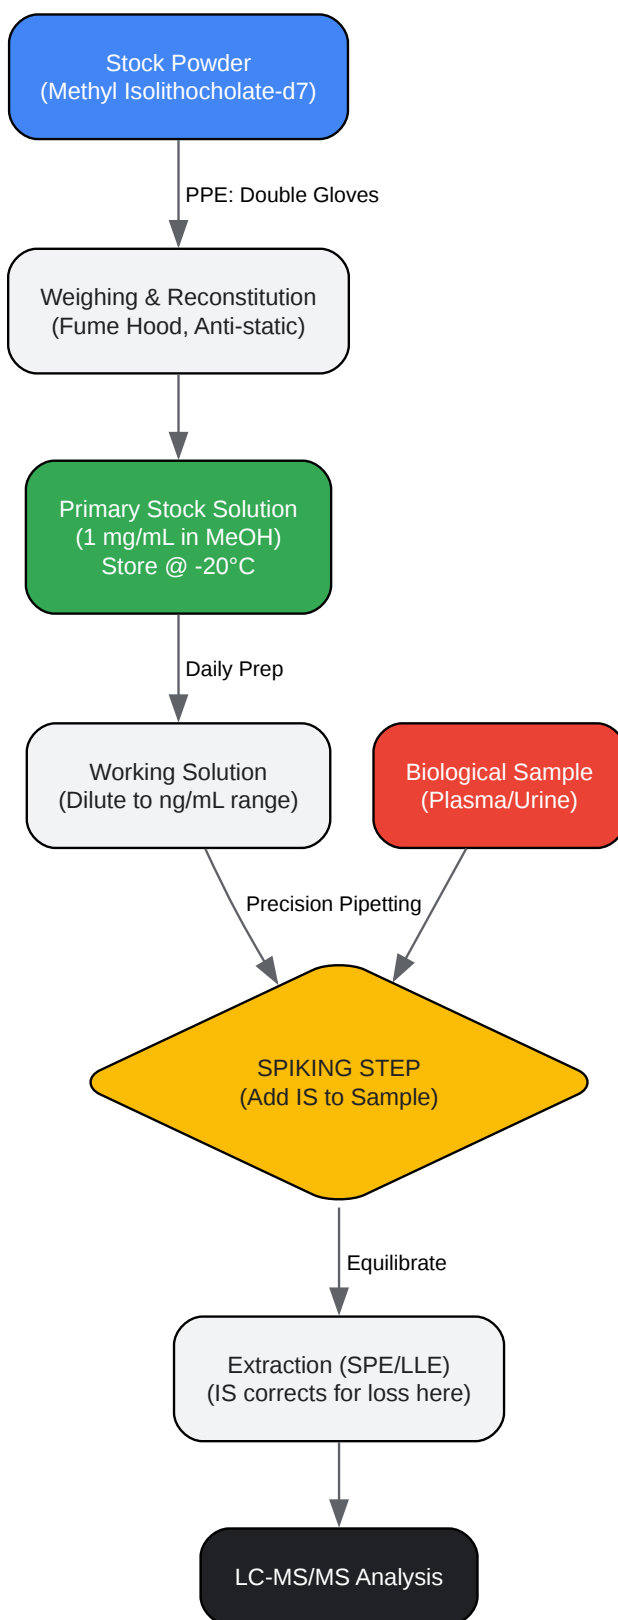 Stock Powder
(Methyl Isolithocholate-d7)
PPE: Double Gloves
Weighing & Reconstitution
(Fume Hood, Anti-static)
Primary Stock Solution
(1 mg/mL in MeOH)
Store @ -20°C
Daily Prep
Working Solution
(Dilute to ng/mL range)
Biological Sample
(Plasma/Urine)
Precision Pipetting
SPIKING STEP
(Add IS to Sample)
Equilibrate
Extraction (SPE/LLE)
(IS corrects for loss here)
LC-MS/MS Analysis